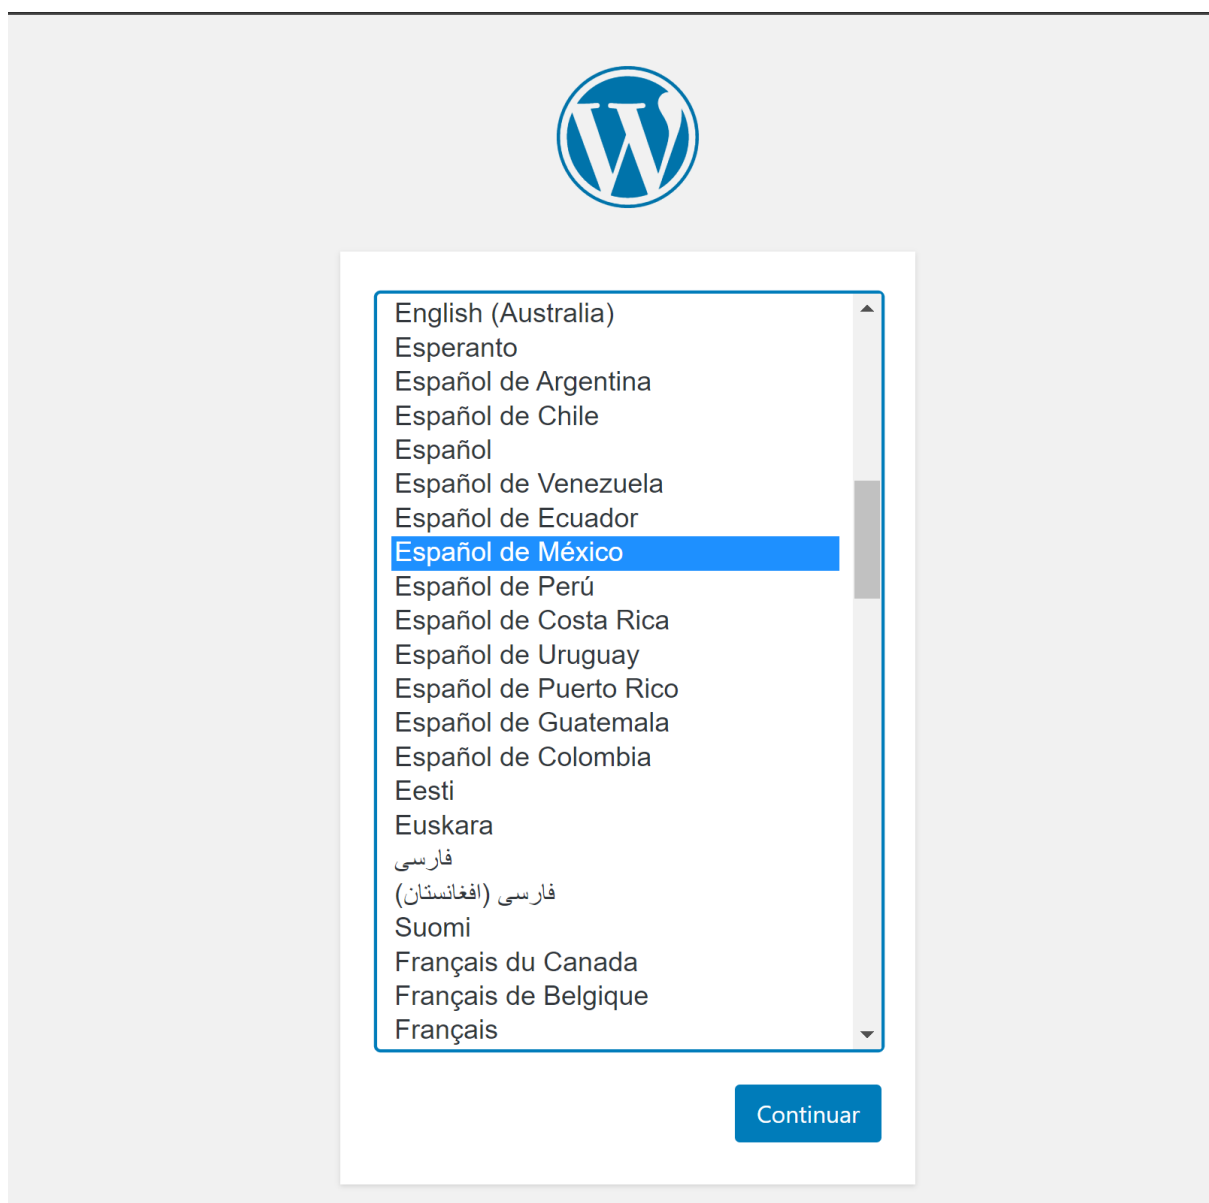 English (Australia)
Esperanto
Español de Argentina
Español de Chile
Español
Español de Venezuela
Español de Ecuador
Español de México
Español de Perú
Español de Costa Rica
Español de Uruguay
Español de Puerto Rico
Español de Guatemala
Español de Colombia
Eesti
Euskara
فارسی
فارسی (افغانستان)
Suomi
Français du Canada
Français de Belgique
Français
Continuar